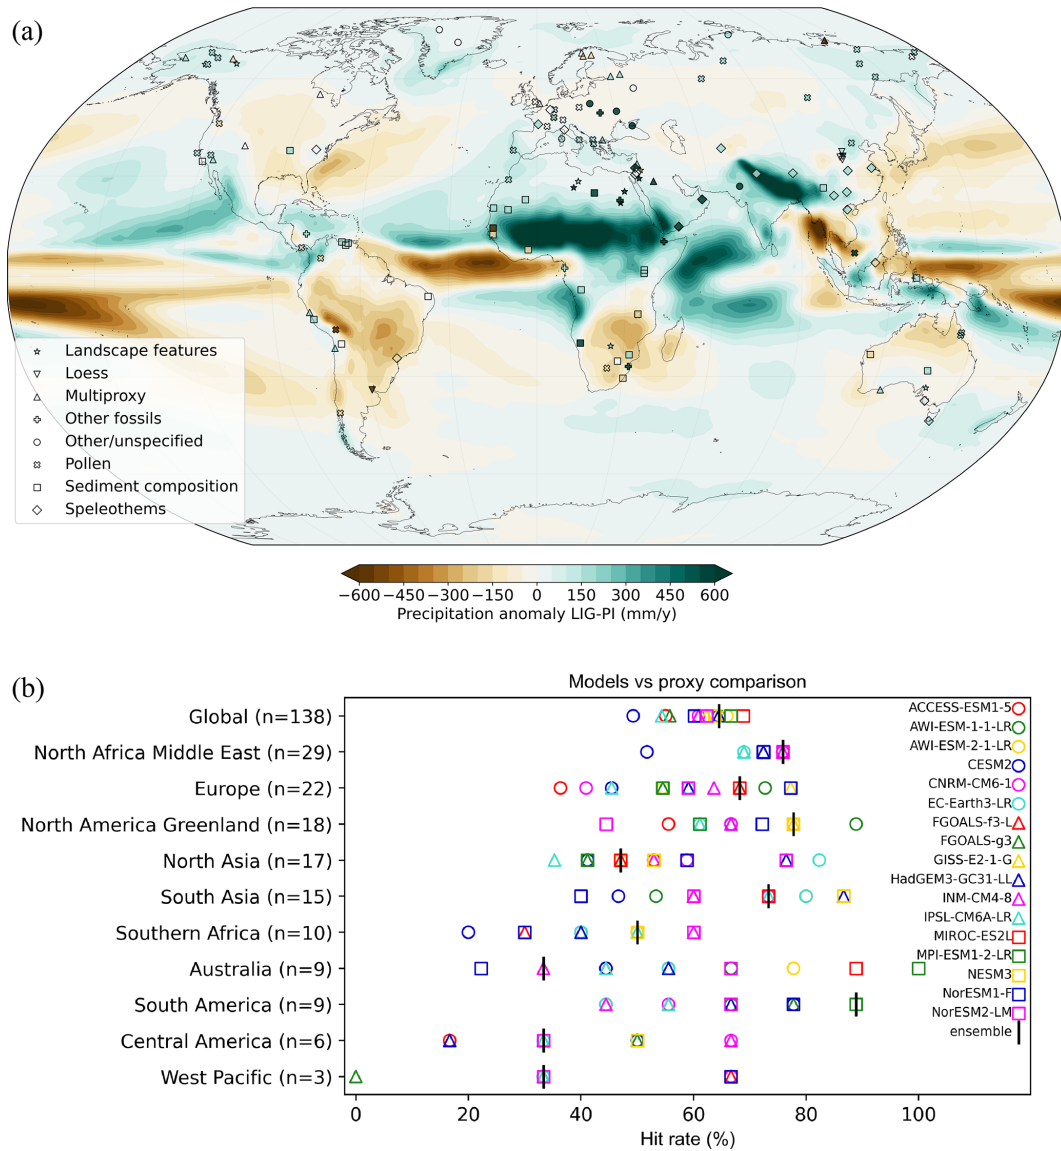 (a)
Landscape features
Loess
Multiproxy
Other fossils
Other/unspecified
Pollen
Sediment composition
Speleothems
−600 −450 −300 −150 0 150 300 450 600
Precipitation anomaly LIG-PI (mm/y)
(b)
Models vs proxy comparison
Global (n=138)
North Africa Middle East (n=29)
Europe (n=22)
North America Greenland (n=18)
North Asia (n=17)
South Asia (n=15)
Southern Africa (n=10)
Australia (n=9)
South America (n=9)
Central America (n=6)
West Pacific (n=3)
ACCESS-ESM1-5
AWI-ESM-1-1-LR
AWI-ESM-2-1-LR
CESM2
CNRM-CM6-1
EC-Earth3-LR
FGOALS-f3-L
FGOALS-g3
GISS-E2-1-G
HadGEM3-GC31-LL
INM-CM4-8
IPSL-CM6A-LR
MIROC-ES2L
MPI-ESM1-2-LR
NESM3
NorESM1-F
NorESM2-LM
ensemble
0 20 40 60 80 100
Hit rate (%)